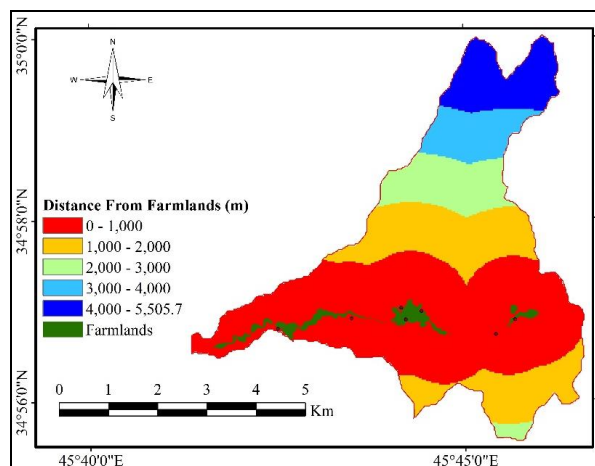 35°0'0"N
34°58'0"N
34°56'0"N
N
W E
S
Distance From Farmlands (m)
0 - 1,000
1,000 - 2,000
2,000 - 3,000
3,000 - 4,000
4,000 - 5,505.7
Farmlands
0 1 2 3 4 5
Km
45°40'0"E 45°45'0"E